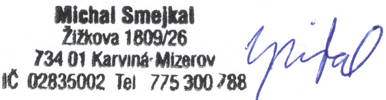 Michal Smejkal
Žižkova 1809/26
734 01 Karviná-Mizerov
IČ 02835002 Tel 775 300 788